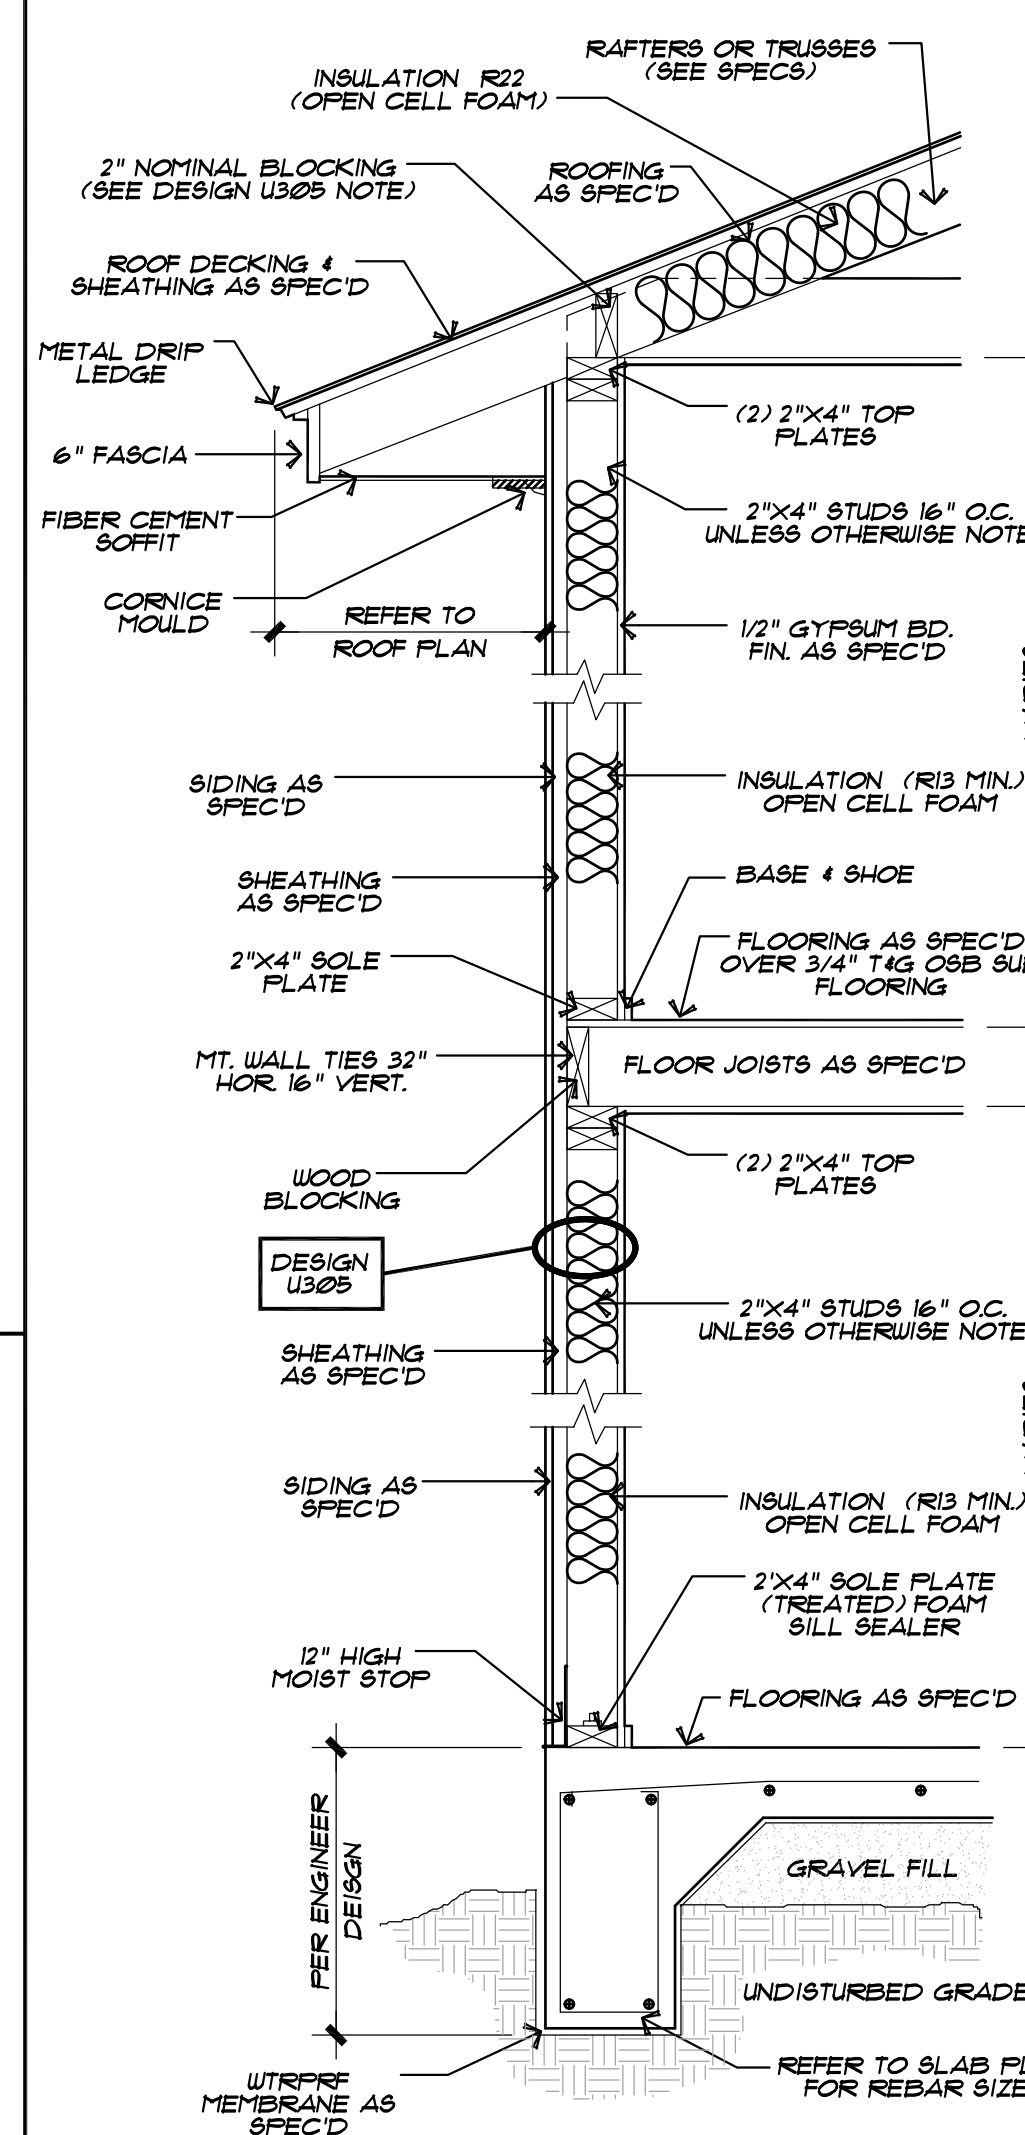 RAFTERS OR TRUSSES
(SEE SPECS)
INSULATION R22
(OPEN CELL FOAM)
2" NOMINAL BLOCKING
(SEE DESIGN U305 NOTE)
ROOFING
AS SPEC'D
ROOF DECKING &
SHEATHING AS SPEC'D
METAL DRIP
LEDGE
(2) 2"X4" TOP
PLATES
6" FASCIA
2"X4" STUDS 16" O.C.
UNLESS OTHERWISE NOTE
FIBER CEMENT
SOFFIT
CORNICE
MOULD
REFER TO
ROOF PLAN
1/2" GYPSUM BD.
FIN. AS SPEC'D
SIDING AS
SPEC'D
INSULATION (R13 MIN.)
OPEN CELL FOAM
SHEATHING
AS SPEC'D
BASE & SHOE
2"X4" SOLE
PLATE
FLOORING AS SPEC'D
OVER 3/4" T&G OSB SU
FLOORING
MT. WALL TIES 32"
HOR. 16" VERT.
FLOOR JOISTS AS SPEC'D
WOOD
BLOCKING
(2) 2"X4" TOP
PLATES
DESIGN
U305
2"X4" STUDS 16" O.C.
UNLESS OTHERWISE NOTE
SHEATHING
AS SPEC'D
SIDING AS
SPEC'D
INSULATION (R13 MIN.)
OPEN CELL FOAM
2'X4" SOLE PLATE
(TREATED) FOAM
SILL SEALER
12" HIGH
MOIST STOP
FLOORING AS SPEC'D
PER ENGINEER
DEISGN
GRAVEL FILL
UNDISTURBED GRADE
WTRPRF
MEMBRANE AS
SPEC'D
REFER TO SLAB PL
FOR REBAR SIZE